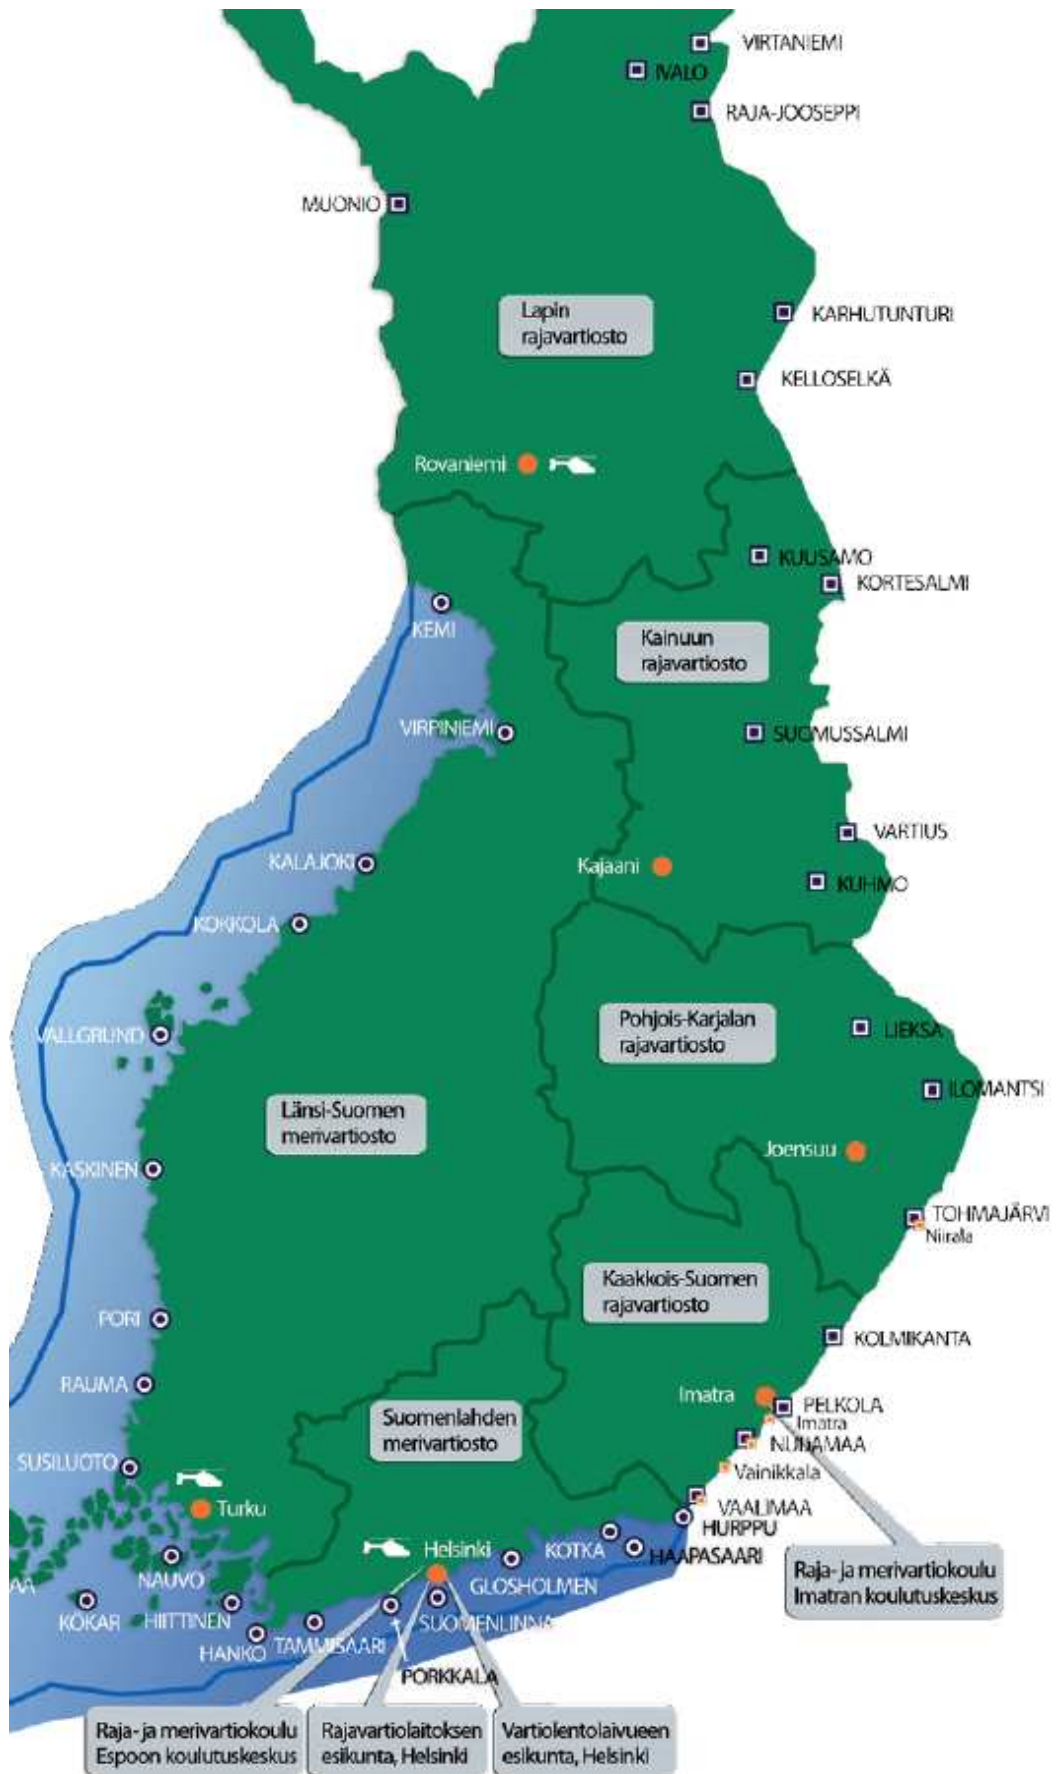 VIRTANIEMI
IVALO
RAJA-JOOSEPPI
MUONIO
KARHUTUNTURI
Lapin
rajavartiosto
KELLOSELKÄ
Rovaniemi
KUUSAMO
KORTESALMI
KEMI
Kainuun
rajavartiosto
VIRPINIEMI
SUOMUSSALMI
VARTIUS
KALAJOKI
Kajaani
KUHMO
KOKKOLA
Pohjois-Karjalan
rajavartiosto
LIEKSA
VALLGRUND
ILOMANTSI
Länsi-Suomen
merivartiosto
Joensuu
KASKINEN
TOHMAJÄRVI
Niirala
Kaakkois-Suomen
rajavartiosto
PORI
KOLMIKANTA
RAUMA
Imatra
PELKOLA
Imatra
Suomenlahden
merivartiosto
NUIJAMAA
SUSILUOTO
Vainikkala
Turku
VAALIMAA
HURPPU
Helsinki
KOTKA
HAAPASAARI
NAUVO
GLOSHOLMEN
Raja- ja merivartiokoulu
Imatran koulutuskeskus
AA
KÖKAR
HIITTINEN
SUOMENLINNA
HANKO
TAMMISAARI
PORKKALA
Raja- ja merivartiokoulu
Espoon koulutuskeskus
Rajavartiolaitoksen
esikunta, Helsinki
Vartiolentolaivueen
esikunta, Helsinki